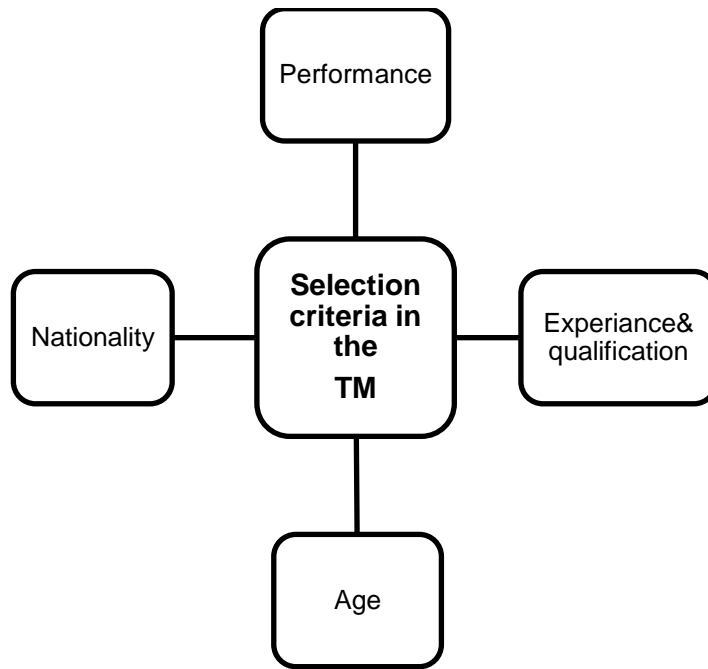 Performance
Nationality
Selection
criteria in
the
TM
Experiance&
qualification
Age